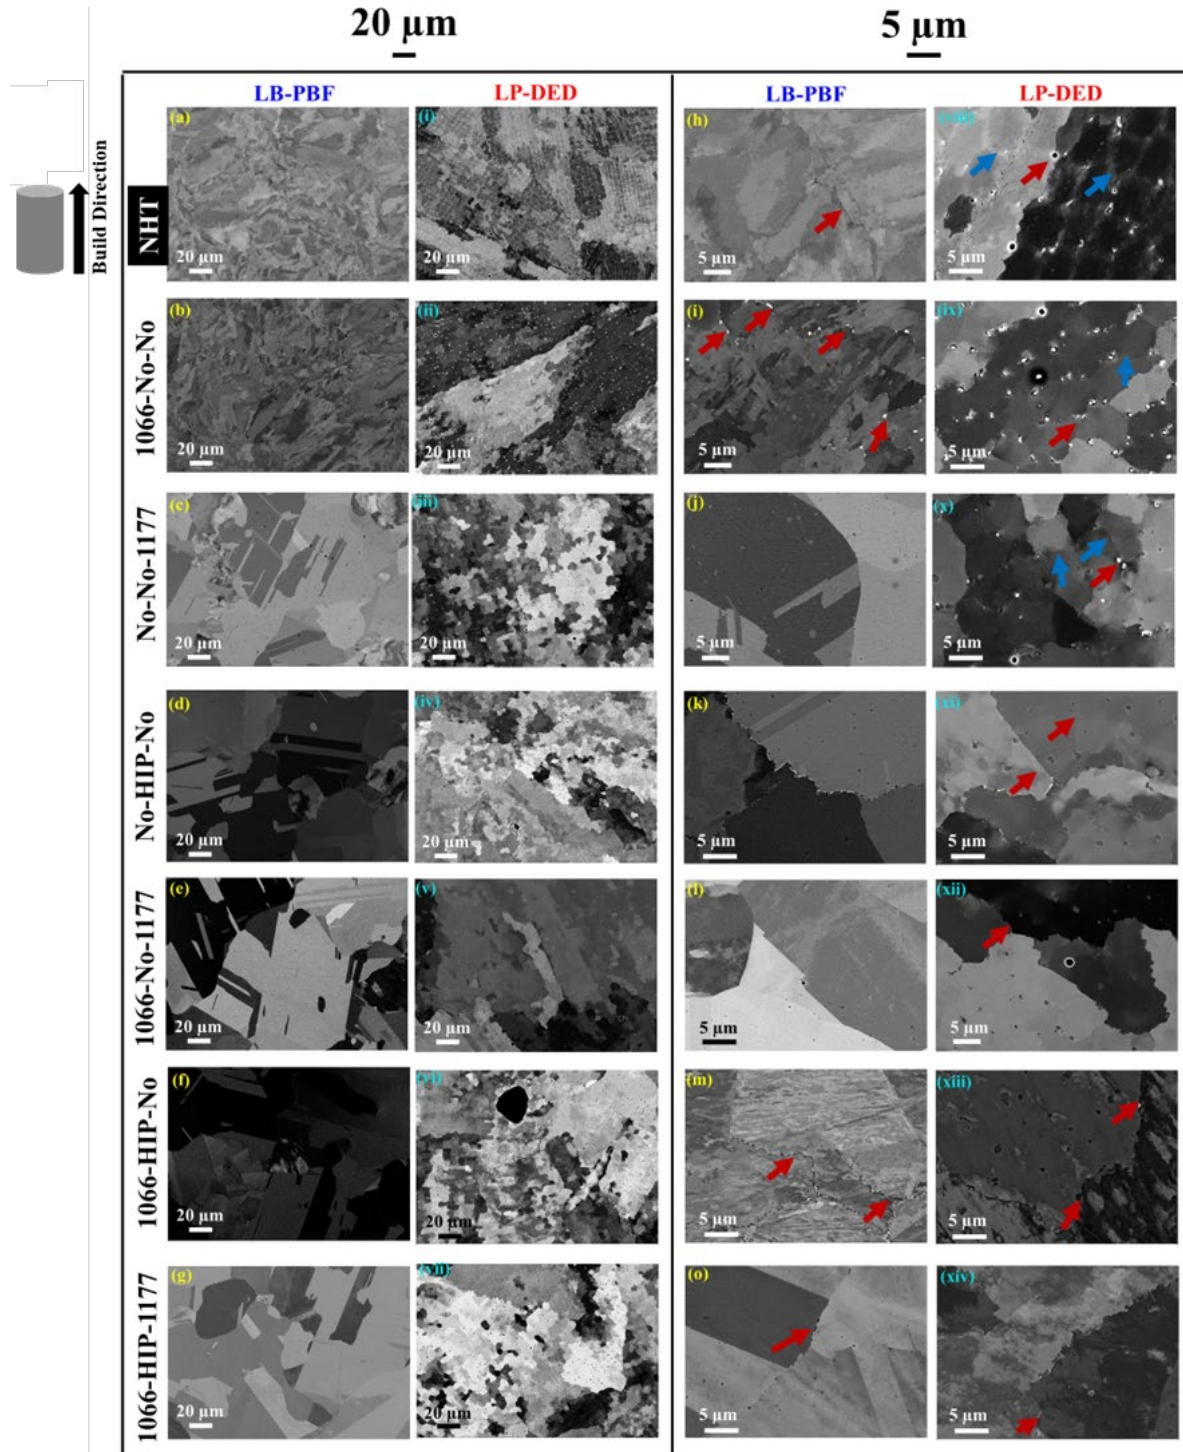 20 µm 5 µm
LB-PBF LP-DED LB-PBF LP-DED
Build Direction
NHT
(a) (i) (h) (viii)
20 µm 20 µm 5 µm 5 µm
1066-No-No
(b) (ii) (i) (ix)
20 µm 20 µm 5 µm 5 µm
No-No-1177
(c) (iii) (j) (x)
20 µm 20 µm 5 µm 5 µm
No-HIP-No
(d) (iv) (k) (xi)
20 µm 20 µm 5 µm 5 µm
1066-No-1177
(e) (v) (l) (xii)
20 µm 20 µm 5 µm 5 µm
1066-HIP-No
(f) (vi) (m) (xiii)
20 µm 20 µm 5 µm 5 µm
1066-HIP-1177
(g) (vii) (o) (xiv)
20 µm 20 µm 5 µm 5 µm